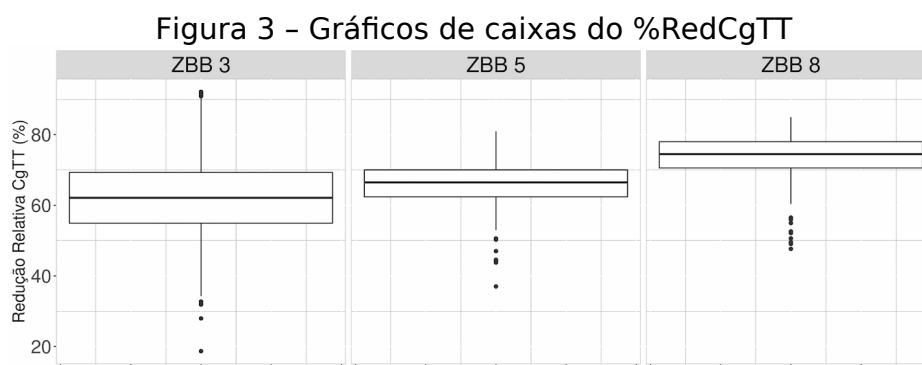 Figura 3 – Gráficos de caixas do %RedCgTT
ZBB 3 ZBB 5 ZBB 8
Redução Relativa CgTT (%)
80
60
40
20